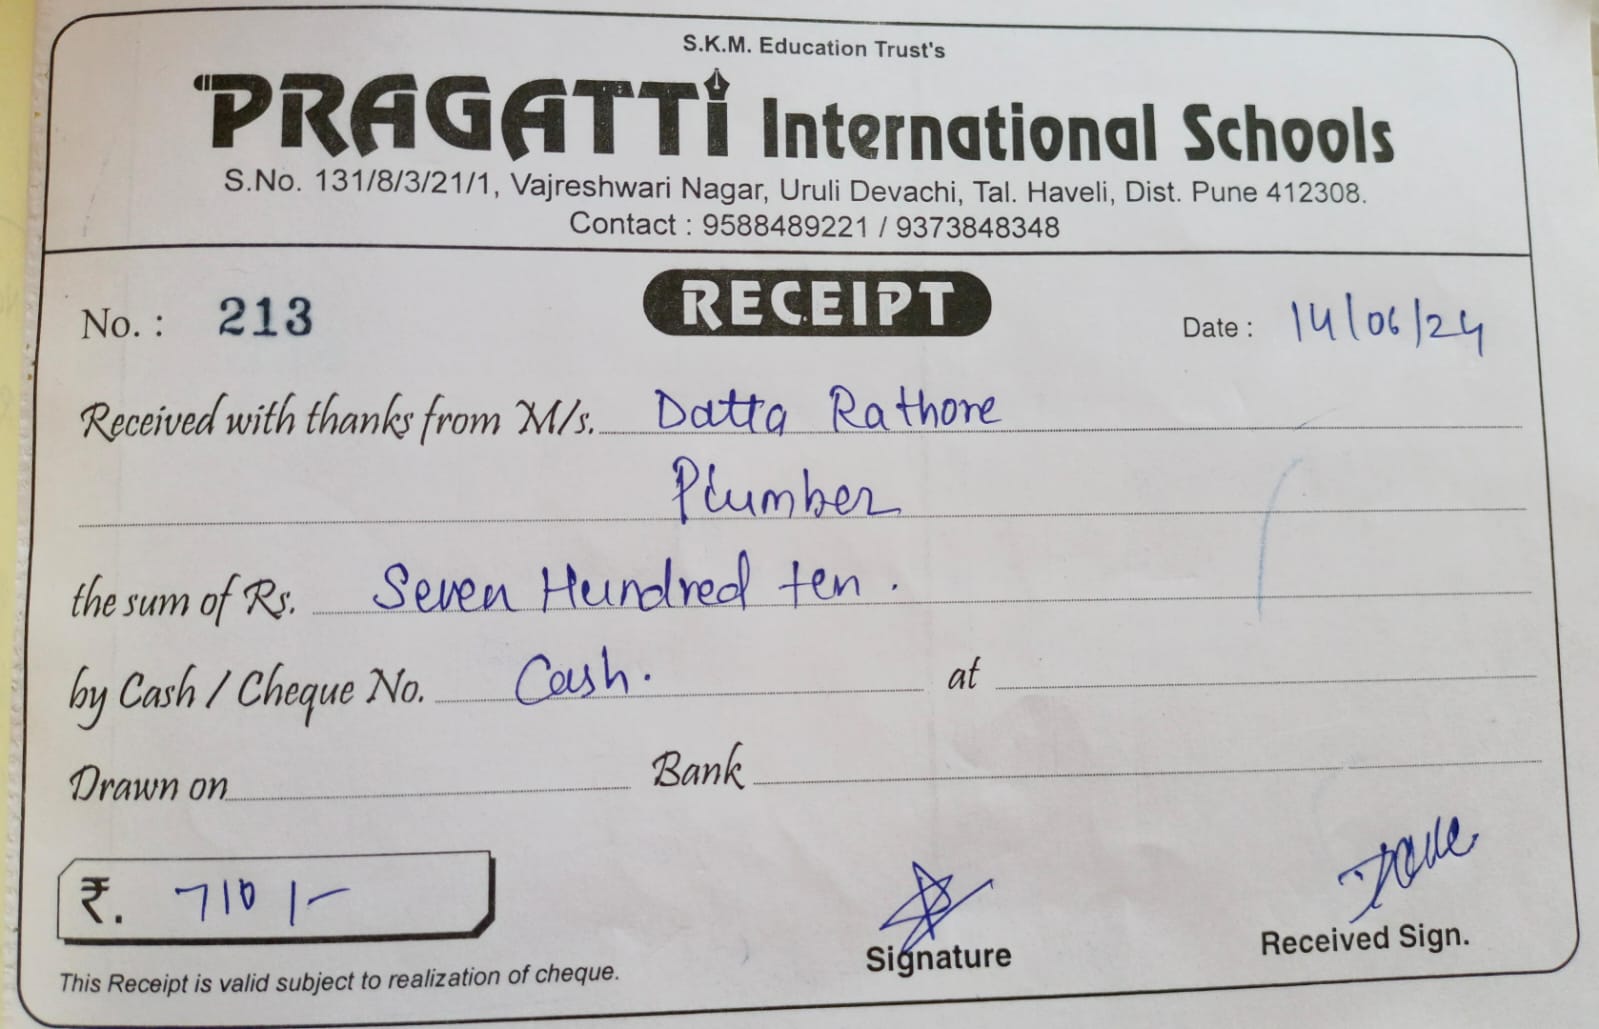 S.K.M. Education Trust's
PRAGATTI International Schools
S.No. 131/8/3/21/1, Vajreshwari Nagar, Uruli Devachi, Tal. Haveli, Dist. Pune 412308.
Contact : 9588489221 / 9373848348
No. : 213 RECEIPT Date : 14/06/24
Received with thanks from M/s. Datta Rathore
Plumber
the sum of Rs. Seven Hundred ten.
by Cash / Cheque No. Cash. at
Drawn on Bank
₹. 710/-
Signature Received Sign.
This Receipt is valid subject to realization of cheque.